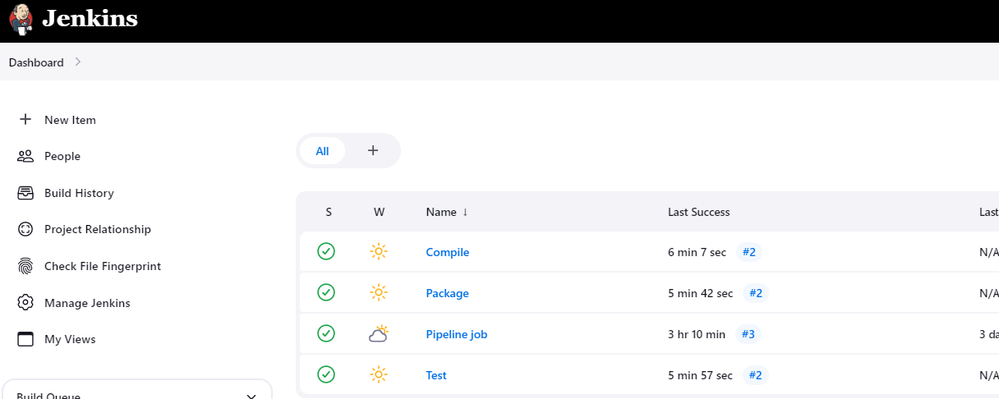 Jenkins
Dashboard
New Item
People
Build History
Project Relationship
Check File Fingerprint
Manage Jenkins
My Views
Build Queue
All +
S W Name ↓ Last Success Last
Compile 6 min 7 sec #2 N/A
Package 5 min 42 sec #2 N/A
Pipeline job 3 hr 10 min #3 3 da
Test 5 min 57 sec #2 N/A